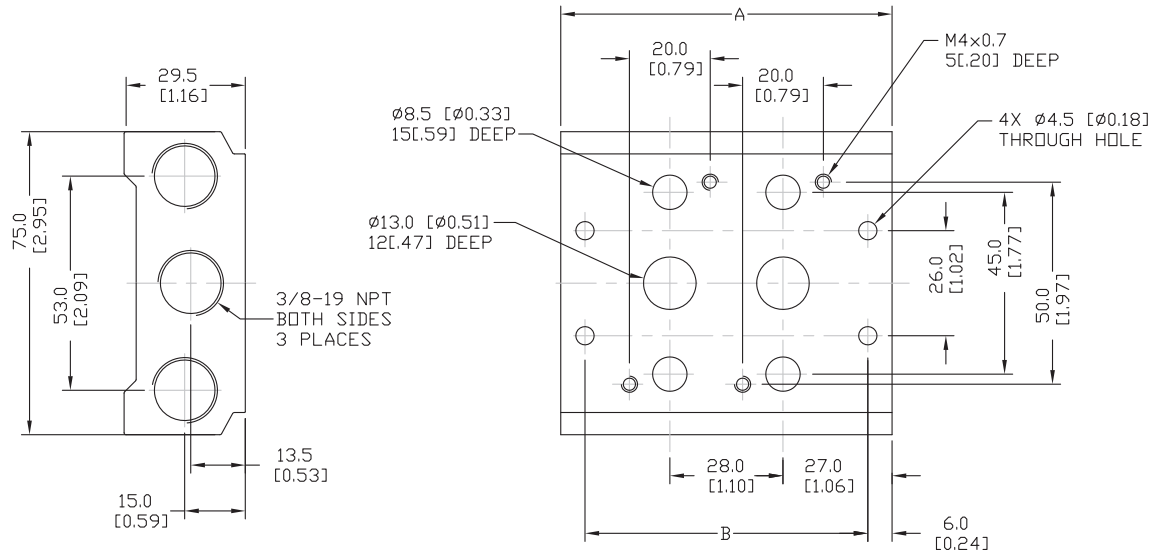 A
20.0
[0.79]
20.0
[0.79]
M4×0.7
5[.20] DEEP
29.5
[1.16]
Ø8.5 [Ø0.33]
15[.59] DEEP
4X Ø4.5 [Ø0.18]
THROUGH HOLE
75.0
[2.95]
53.0
[2.09]
Ø13.0 [Ø0.51]
12[.47] DEEP
3/8-19 NPT
BOTH SIDES
3 PLACES
26.0
[1.02]
45.0
[1.77]
50.0
[1.97]
13.5
[0.53]
15.0
[0.59]
28.0
[1.10]
27.0
[1.06]
B
6.0
[0.24]